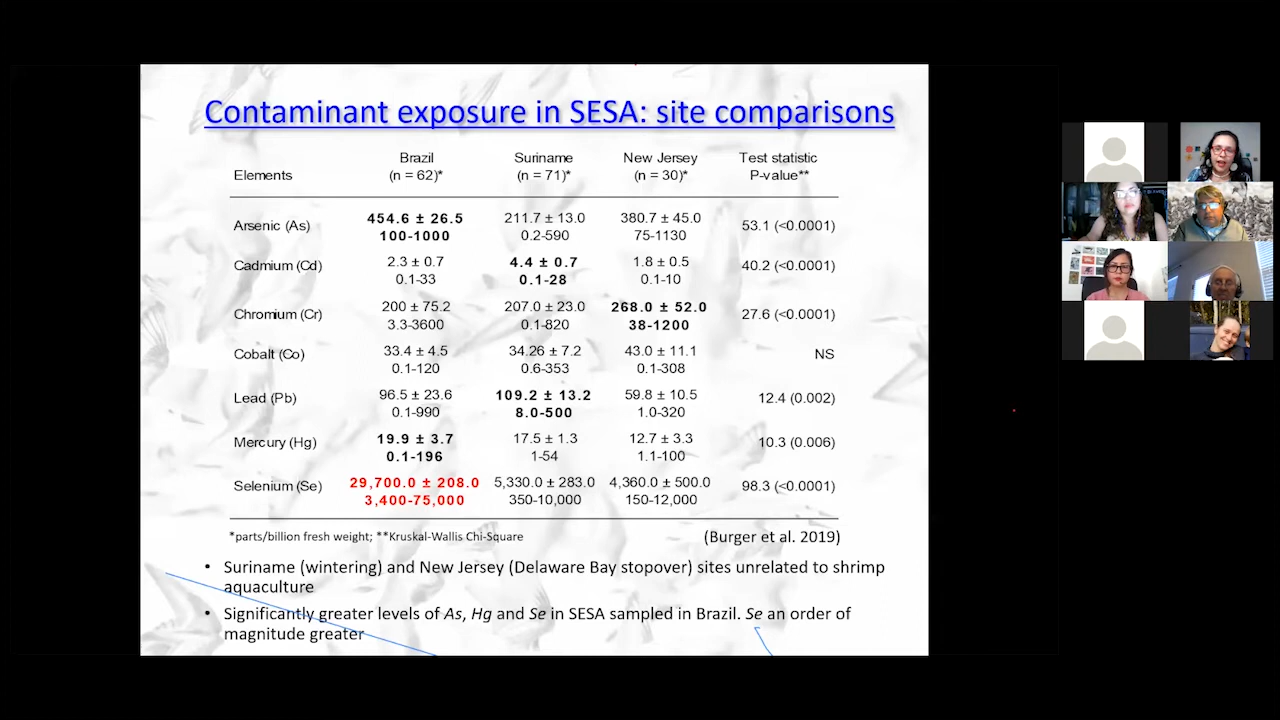 Contaminant exposure in SESA: site comparisons
Elements Brazil (n = 62)* Suriname (n = 71)* New Jersey (n = 30)* Test statistic P-value**
Arsenic (As) 454.6 ± 26.5 211.7 ± 13.0 380.7 ± 45.0 53.1 (<0.0001)
100-1000 0.2-590 75-1130
Cadmium (Cd) 2.3 ± 0.7 4.4 ± 0.7 1.8 ± 0.5 40.2 (<0.0001)
0.1-33 0.1-28 0.1-10
Chromium (Cr) 200 ± 75.2 207.0 ± 23.0 268.0 ± 52.0 27.6 (<0.0001)
3.3-3600 0.1-820 38-1200
Cobalt (Co) 33.4 ± 4.5 34.26 ± 7.2 43.0 ± 11.1 NS
0.1-120 0.6-353 0.1-308
Lead (Pb) 96.5 ± 23.6 109.2 ± 13.2 59.8 ± 10.5 12.4 (0.002)
0.1-990 8.0-500 1.0-320
Mercury (Hg) 19.9 ± 3.7 17.5 ± 1.3 12.7 ± 3.3 10.3 (0.006)
0.1-196 1-54 1.1-100
Selenium (Se) 29,700.0 ± 208.0 5,330.0 ± 283.0 4,360.0 ± 500.0 98.3 (<0.0001)
3,400-75,000 350-10,000 150-12,000
*parts/billion fresh weight; **Kruskal-Wallis Chi-Square (Burger et al. 2019)
• Suriname (wintering) and New Jersey (Delaware Bay stopover) sites unrelated to shrimp
aquaculture
• Significantly greater levels of As, Hg and Se in SESA sampled in Brazil. Se an order of
magnitude greater